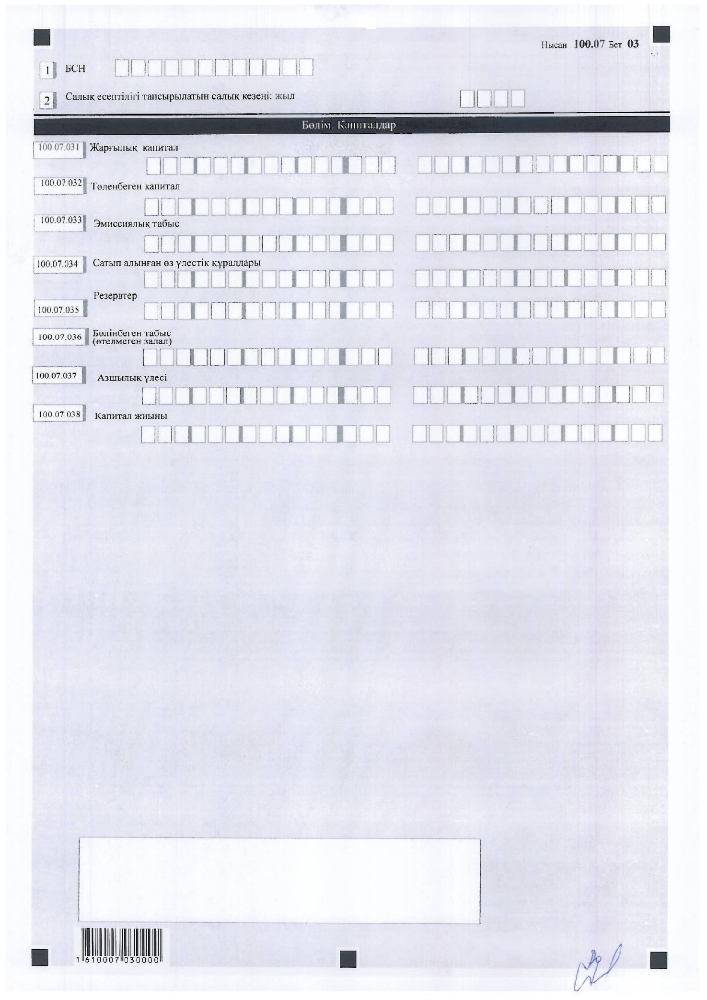 Нысан 100.07 Бет 03
1 БСН
2 Салық есептілігі тапсырылатын салық кезеңі: жыл
Бөлім. Капиталдар
100.07.031 Жарғылық капитал
100.07.032 Төленбеген капитал
100.07.033 Эмиссиялық табыс
100.07.034 Сатып алынған өз үлестік құралдары
Резервтер
100.07.035
100.07.036 Бөлінбеген табыс
(өтелмеген залал)
100.07.037 Азшылық үлесі
100.07.038 Капитал жиыны
1 610007 030000